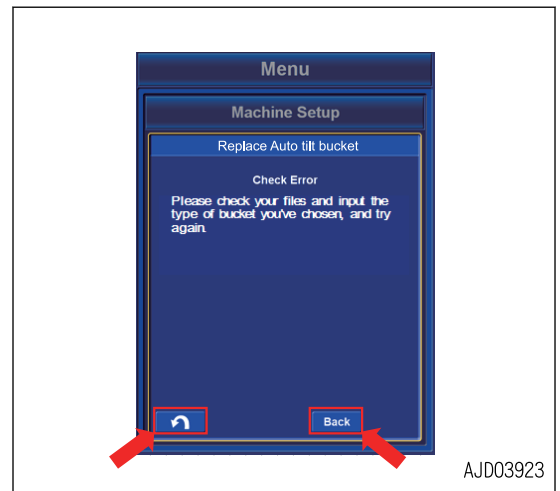 Menu
Machine Setup
Replace Auto tilt bucket
Check Error
Please check your files and input the
type of bucket you've chosen, and try
again.
Back
AJD03923